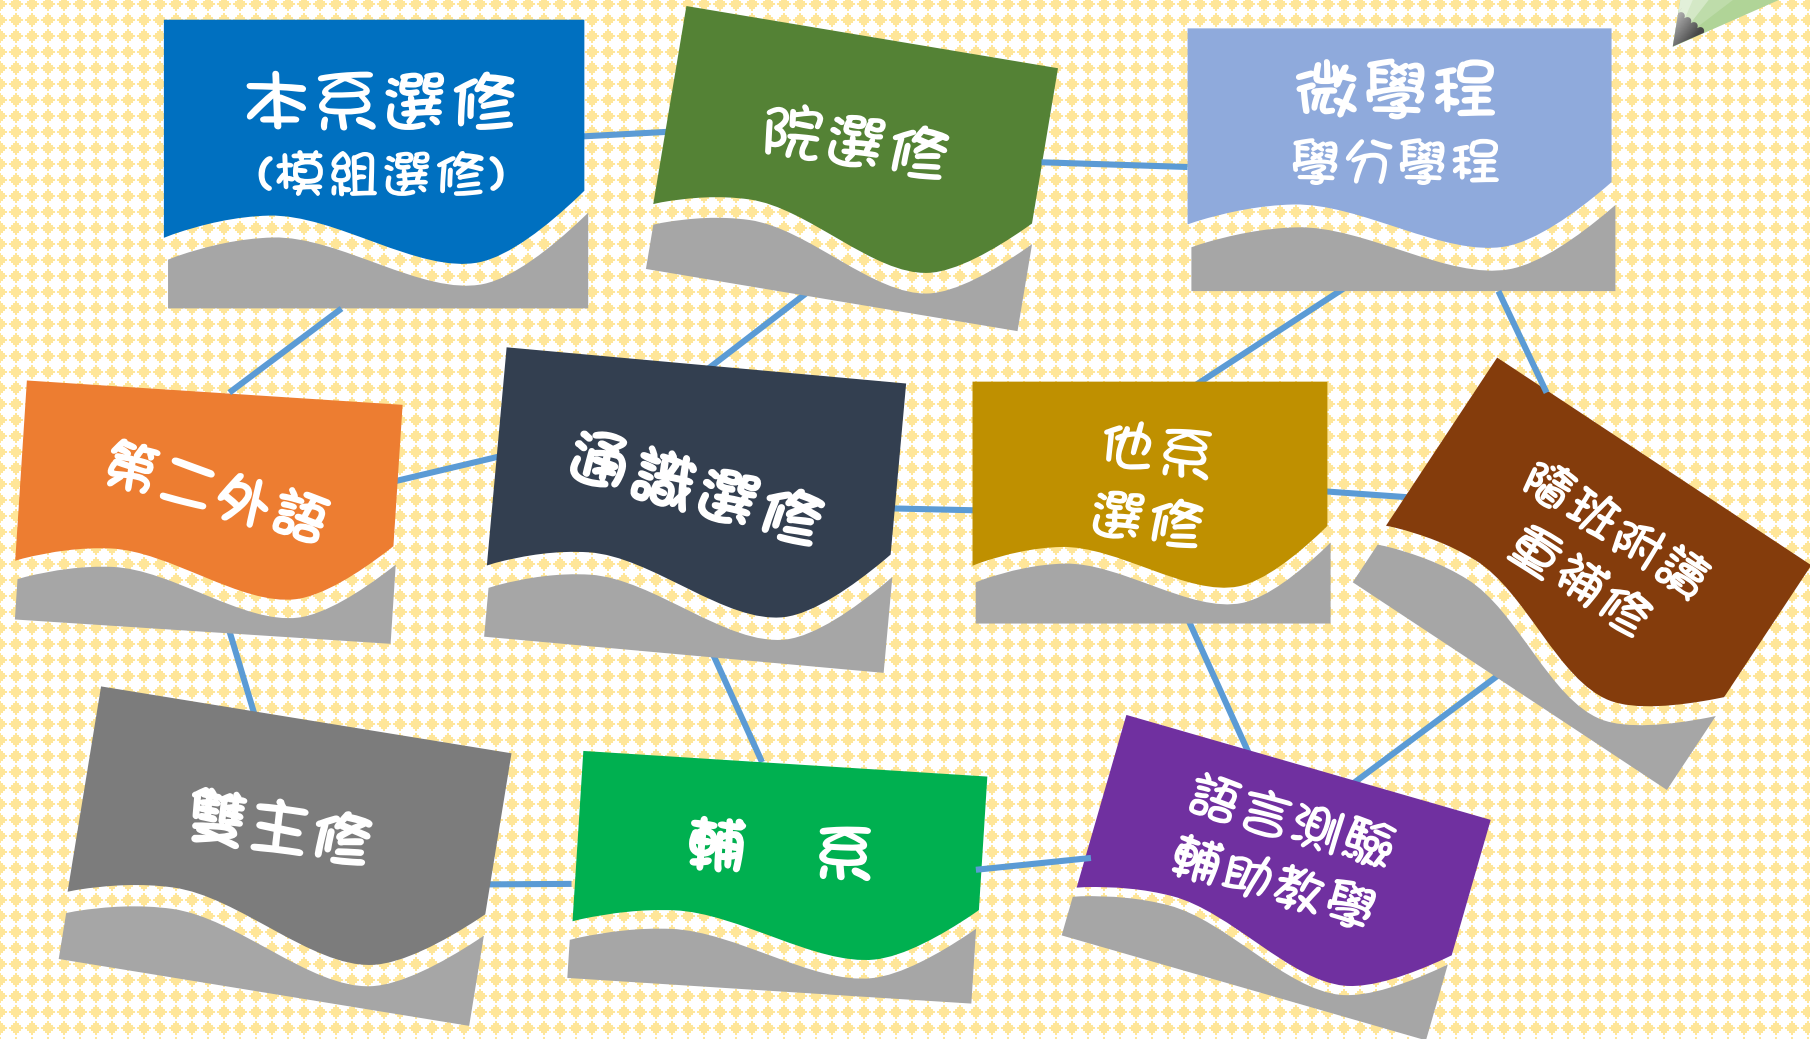 本系選修
(模組選修)
院選修
微學程
學分學程
第二外語
通識選修
他系
選修
隨班附讀
重補修
雙主修
輔 系
語言測驗
輔助教學